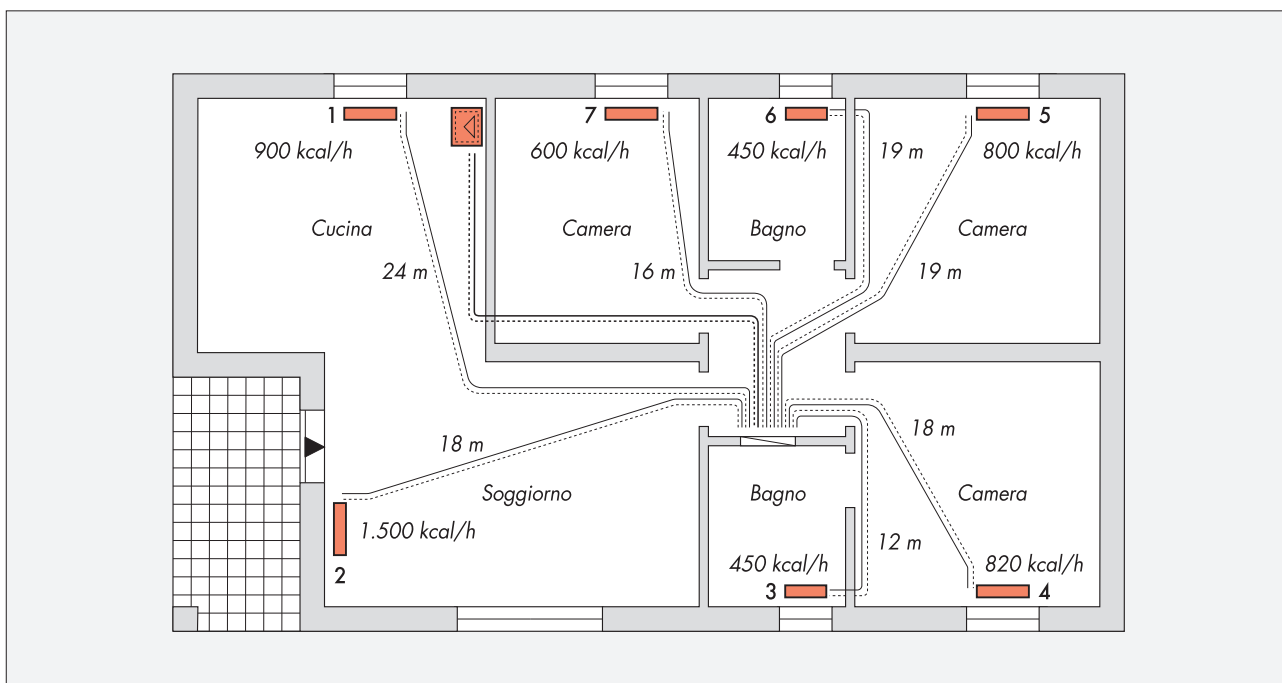 1
7
6
5
900 kcal/h
600 kcal/h
450 kcal/h
19 m
800 kcal/h
Cucina
Camera
Bagno
Camera
24 m
16 m
19 m
18 m
18 m
Soggiorno
Bagno
Camera
1.500 kcal/h
12 m
2
450 kcal/h
820 kcal/h
3
4